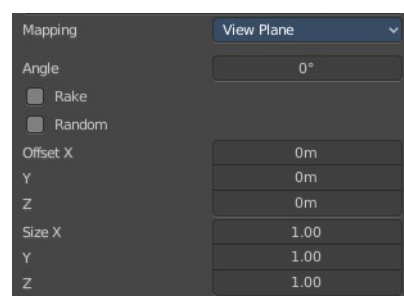 Mapping View Plane
Angle 0°
Rake
Random
Offset X 0m
Y 0m
Z 0m
Size X 1.00
Y 1.00
Z 1.00